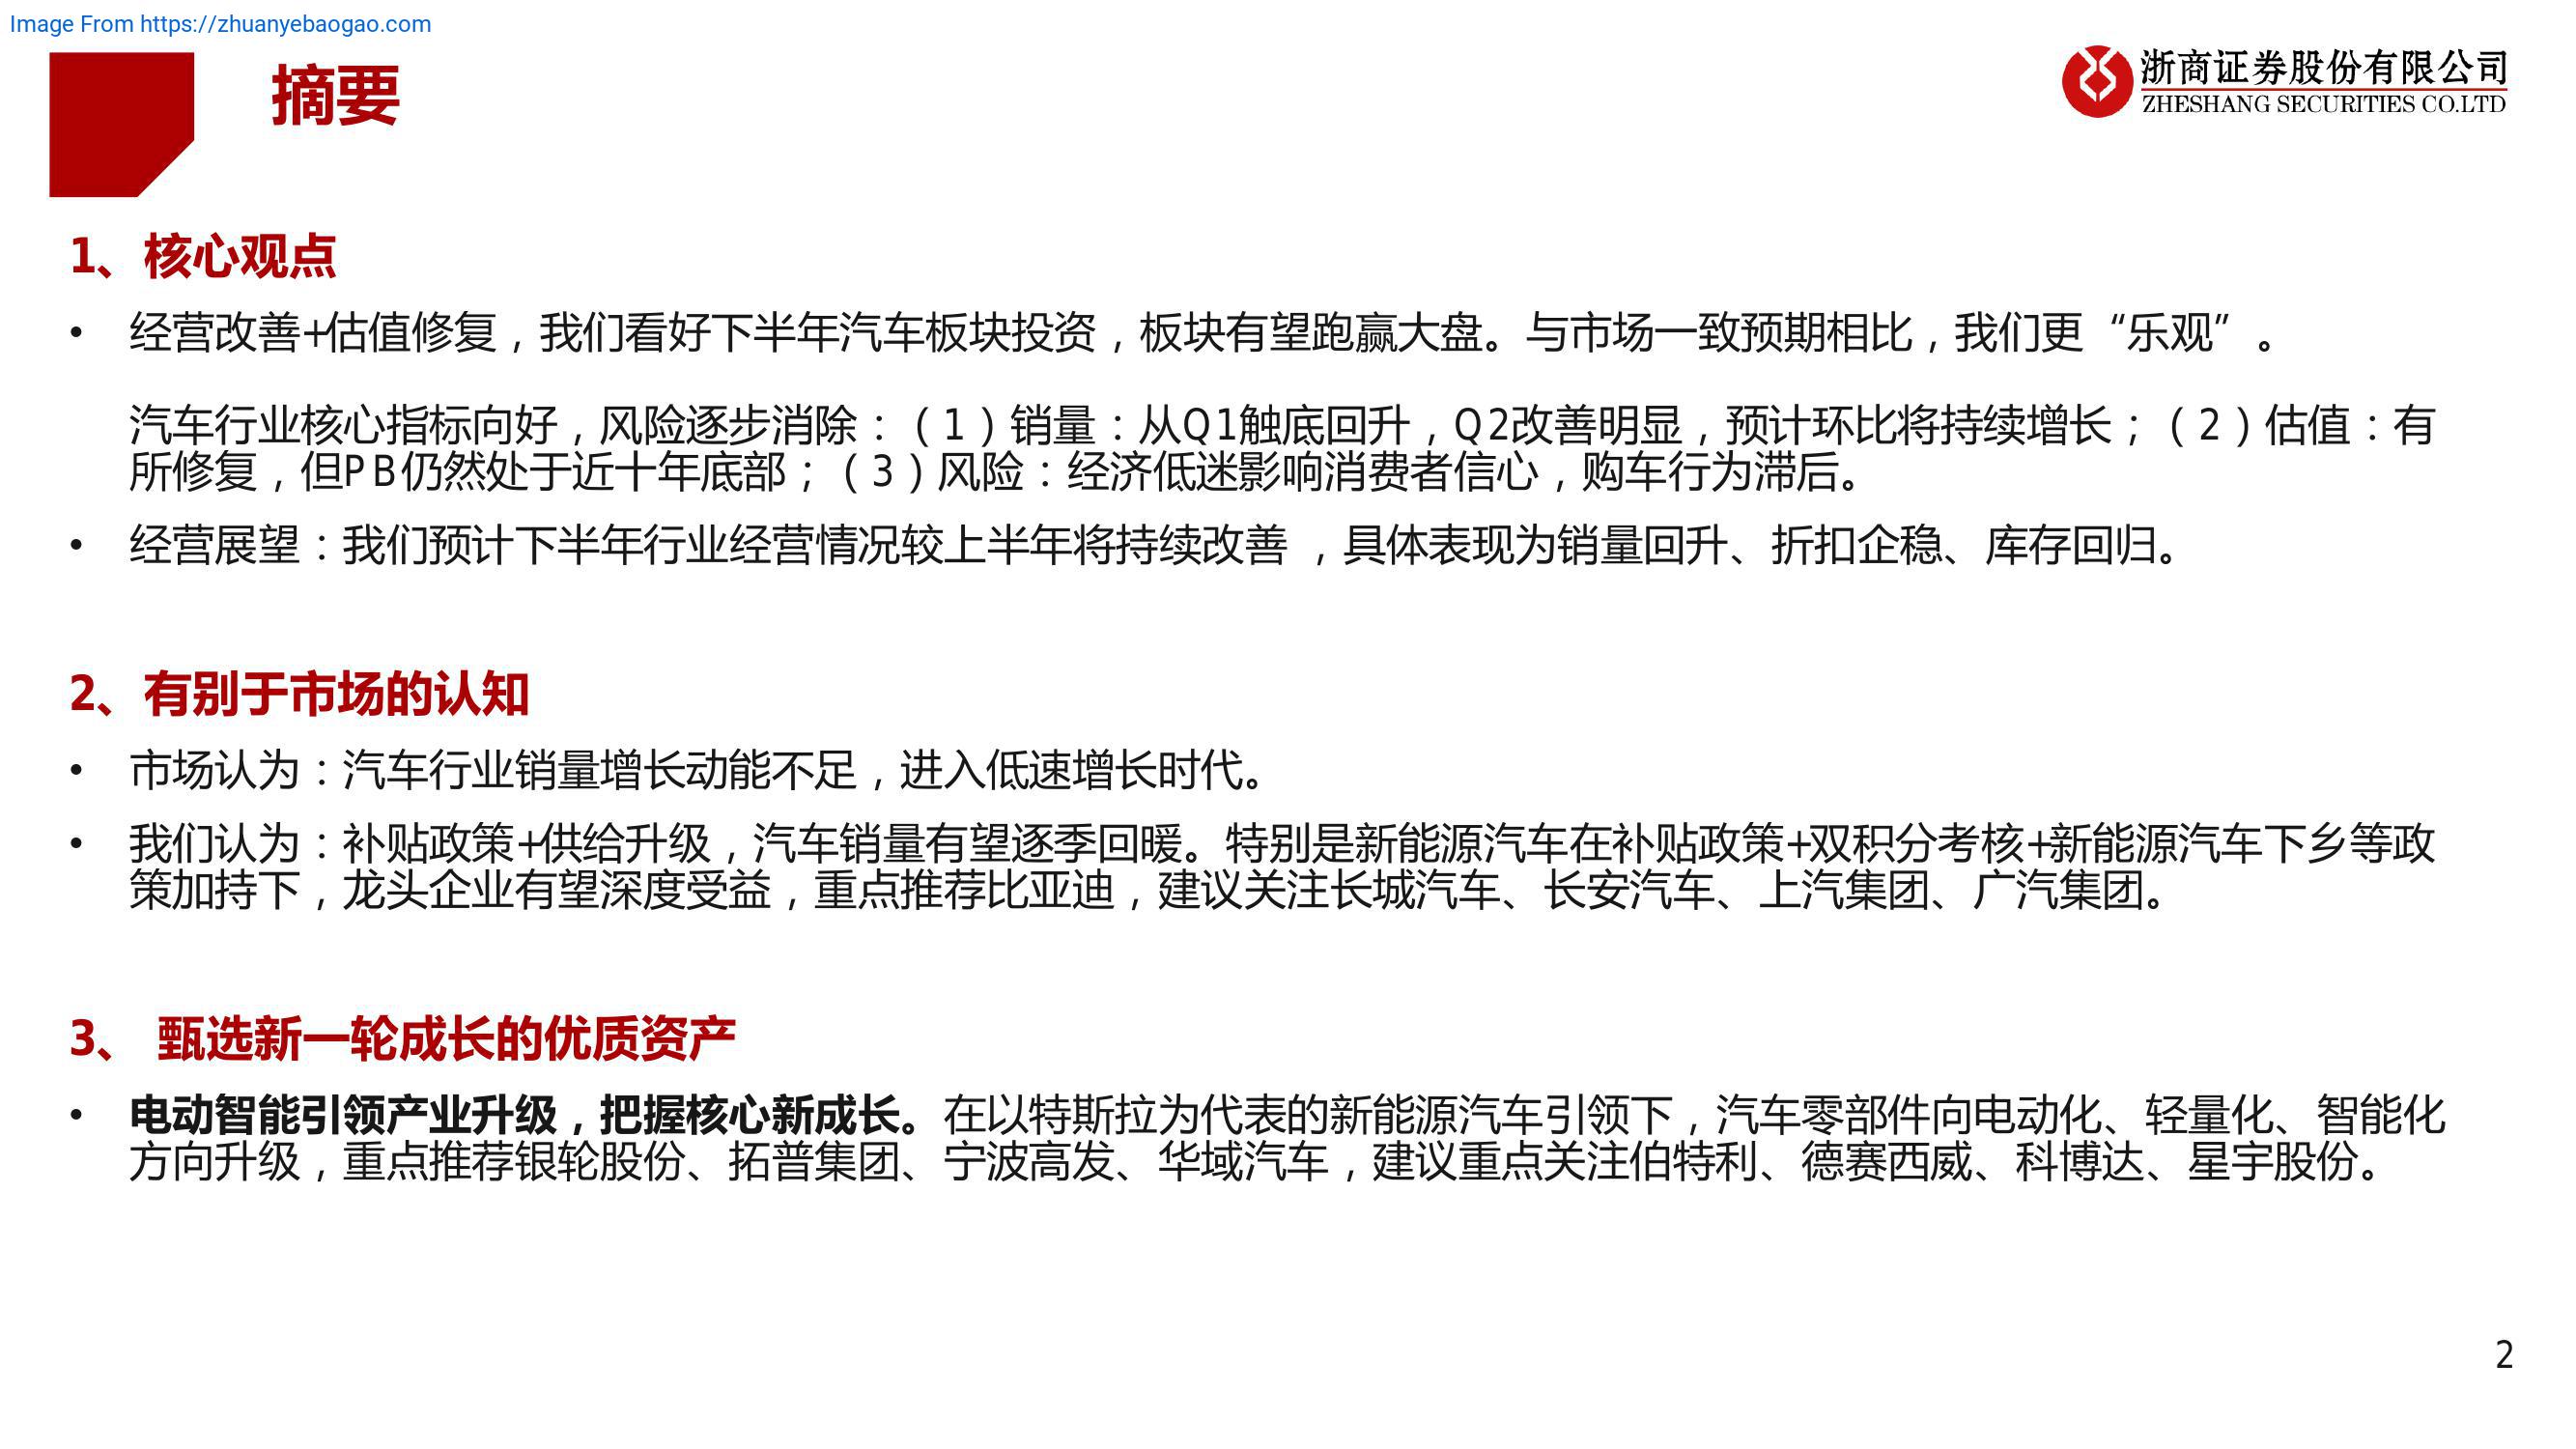 Image From https://zhuanyebaogao.com
摘要
浙商证券股份有限公司
ZHESHANG SECURITIES CO.LTD
1、核心观点
• 经营改善+估值修复，我们看好下半年汽车板块投资，板块有望跑赢大盘。与市场一致预期相比，我们更“乐观”。
汽车行业核心指标向好，风险逐步消除：（1）销量：从Q1触底回升，Q2改善明显，预计环比将持续增长；（2）估值：有
所修复，但PB仍然处于近十年底部；（3）风险：经济低迷影响消费者信心，购车行为滞后。
• 经营展望：我们预计下半年行业经营情况较上半年将持续改善 ，具体表现为销量回升、折扣企稳、库存回归。
2、有别于市场的认知
• 市场认为：汽车行业销量增长动能不足，进入低速增长时代。
• 我们认为：补贴政策+供给升级，汽车销量有望逐季回暖。特别是新能源汽车在补贴政策+双积分考核+新能源汽车下乡等政
策加持下，龙头企业有望深度受益，重点推荐比亚迪，建议关注长城汽车、长安汽车、上汽集团、广汽集团。
3、 甄选新一轮成长的优质资产
• 电动智能引领产业升级，把握核心新成长。在以特斯拉为代表的新能源汽车引领下，汽车零部件向电动化、轻量化、智能化
方向升级，重点推荐银轮股份、拓普集团、宁波高发、华域汽车，建议重点关注伯特利、德赛西威、科博达、星宇股份。
2